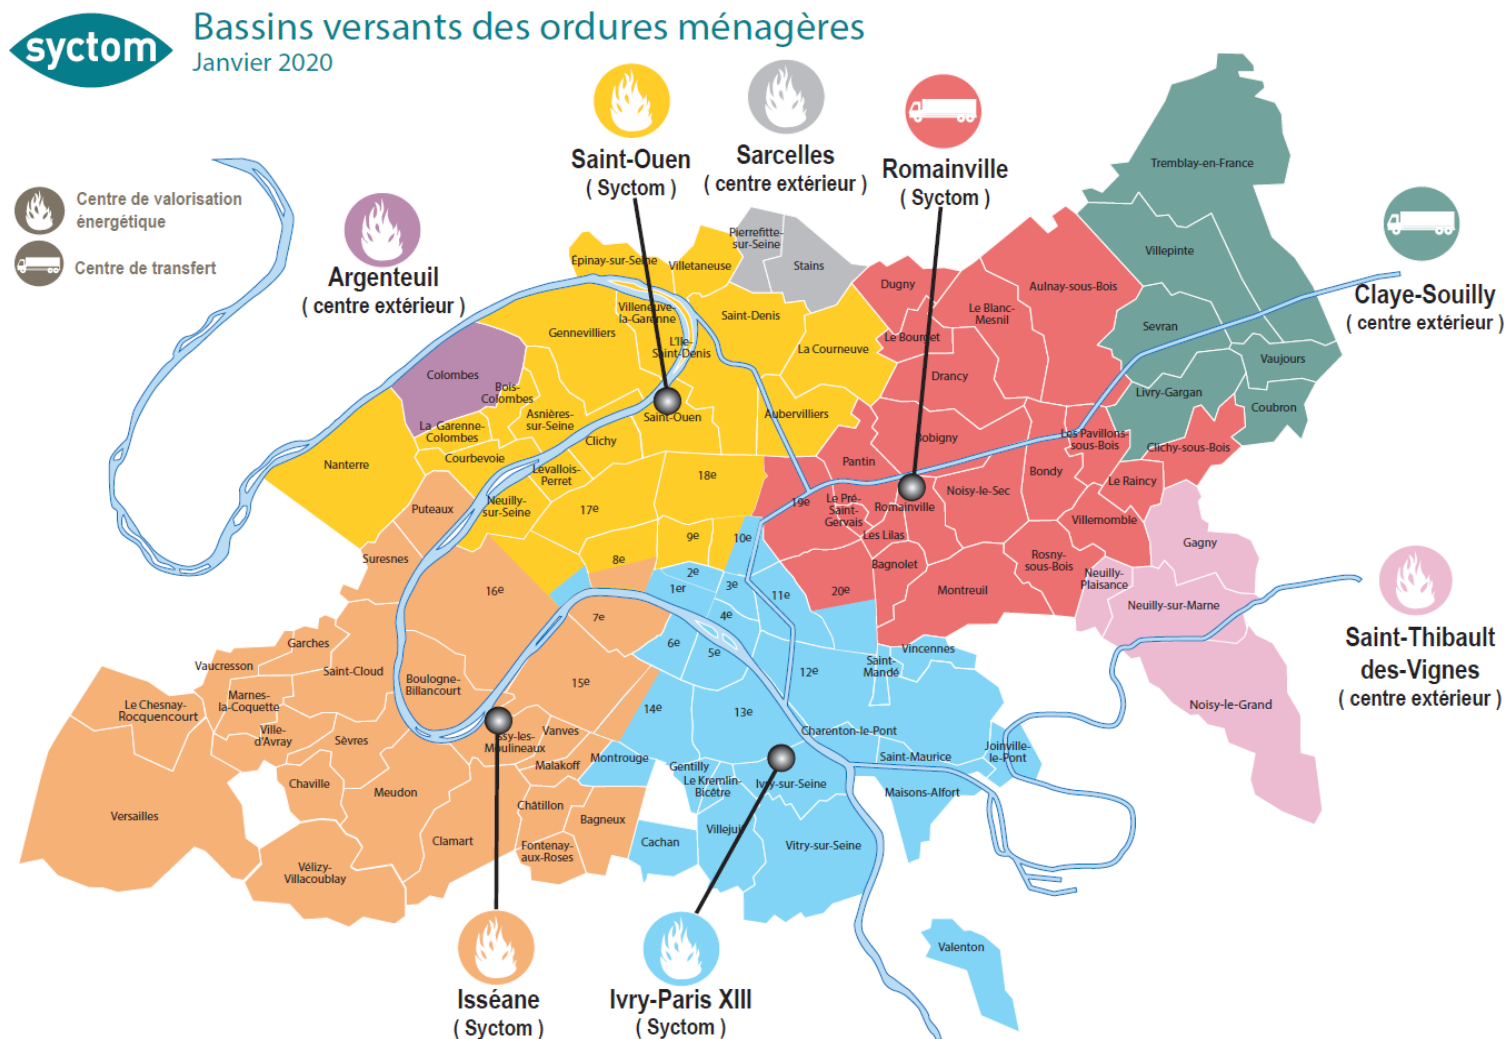 syctom
Bassins versants des ordures ménagères
Janvier 2020
Centre de valorisation
énergétique
Centre de transfert
Argenteuil
( centre extérieur )
Saint-Ouen
( Syctom )
Sarcelles
( centre extérieur )
Romainville
( Syctom )
Claye-Souilly
( centre extérieur )
Saint-Thibault
des-Vignes
( centre extérieur )
Isséane
( Syctom )
Ivry-Paris XIII
( Syctom )
Tremblay-en-France
Villepinte
Sevran
Vaujours
Livry-Gargan
Coubron
Pierrefitte-
sur-Seine
Stains
Épinay-sur-Seine
Villetaneuse
Villeneuve-
la-Garenne
Saint-Denis
Gennevilliers
L'Ile-
Saint-Denis
La Courneuve
Colombes
Bois-
Colombes
Asnières-
sur-Seine
Saint-Ouen
Aubervilliers
La Garenne-
Colombes
Clichy
Courbevoie
Nanterre
Levallois-
Perret
Neuilly-
sur-Seine
17e
18e
9e
8e
Dugny
Le Blanc-
Mesnil
Aulnay-sous-Bois
Le Bourget
Drancy
Bobigny
Les Pavillons-
sous-Bois
Clichy-sous-Bois
Pantin
Bondy
Le Raincy
Noisy-le-Sec
19e
Le Pré-
Saint-
Gervais
Romainville
Villemomble
Les Lilas
Bagnolet
Rosny-
sous-Bois
20e
Montreuil
Gagny
Neuilly-
Plaisance
Neuilly-sur-Marne
Noisy-le-Grand
Puteaux
Suresnes
16e
7e
Garches
Vaucresson
Saint-Cloud
Boulogne-
Billancourt
15e
Marnes-
la-Coquette
Le Chesnay-
Rocquencourt
Ville-
d'Avray
Sèvres
Issy-les-
Moulineaux
Vanves
Malakoff
Chaville
Meudon
Versailles
Châtillon
Bagneux
Clamart
Fontenay-
aux-Roses
Vélizy-
Villacoublay
10e
2e
1er
3e
11e
4e
6e
5e
12e
Saint-
Mandé
Vincennes
14e
13e
Charenton-le-Pont
Montrouge
Gentilly
Le Kremlin-
Bicêtre
Ivry-sur-Seine
Saint-Maurice
Joinville-
le-Pont
Maisons-Alfort
Cachan
Villejuif
Vitry-sur-Seine
Valenton